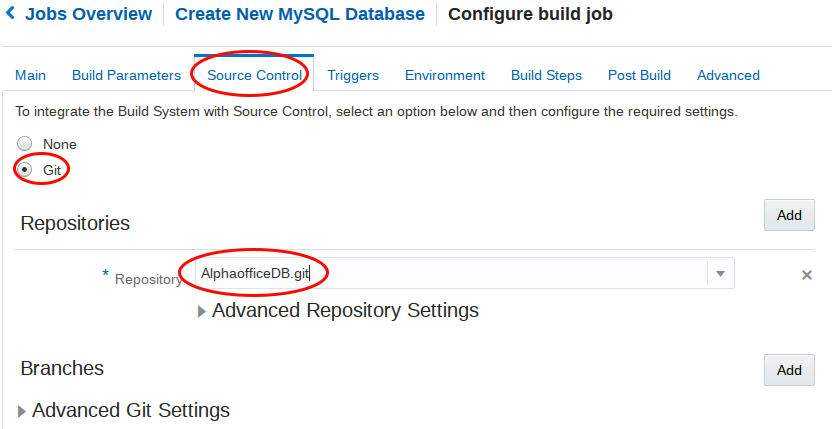 Jobs Overview Create New MySQL Database Configure build job
Main Build Parameters Source Control Triggers Environment Build Steps Post Build Advanced
To integrate the Build System with Source Control, select an option below and then configure the required settings.
None
Git
Repositories Add
* Repository AlphaofficeDB.git
Advanced Repository Settings
Branches Add
Advanced Git Settings